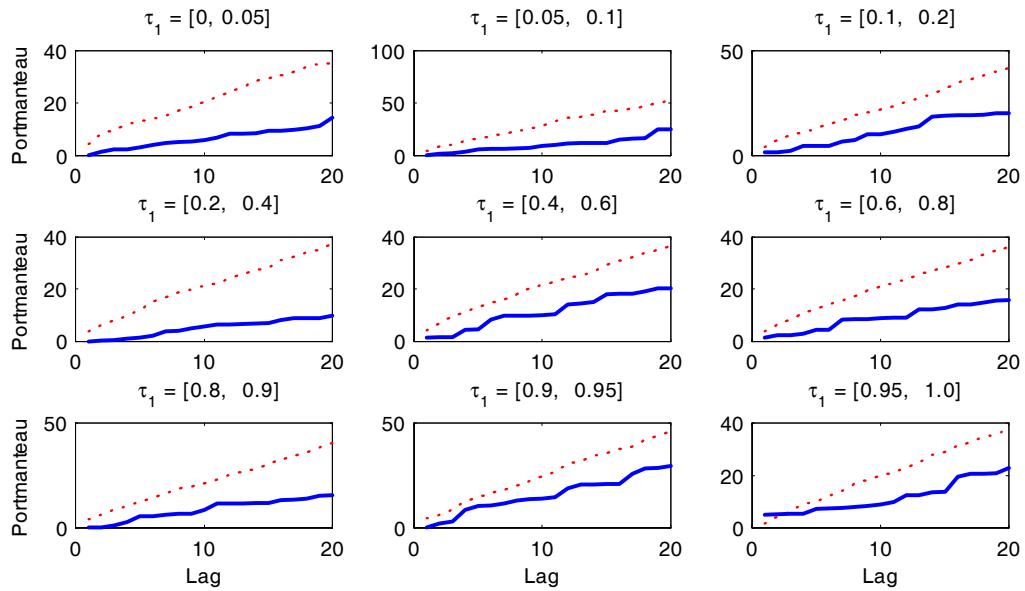 τ1 = [0, 0.05]
τ1 = [0.05, 0.1]
τ1 = [0.1, 0.2]
Portmanteau
40
20
0
0 10 20
100
50
0
0 10 20
50
0
0 10 20
τ1 = [0.2, 0.4]
τ1 = [0.4, 0.6]
τ1 = [0.6, 0.8]
Portmanteau
40
20
0
0 10 20
40
20
0
0 10 20
40
20
0
0 10 20
τ1 = [0.8, 0.9]
τ1 = [0.9, 0.95]
τ1 = [0.95, 1.0]
Portmanteau
50
0
0 10 20
Lag
50
0
0 10 20
Lag
40
20
0
0 10 20
Lag